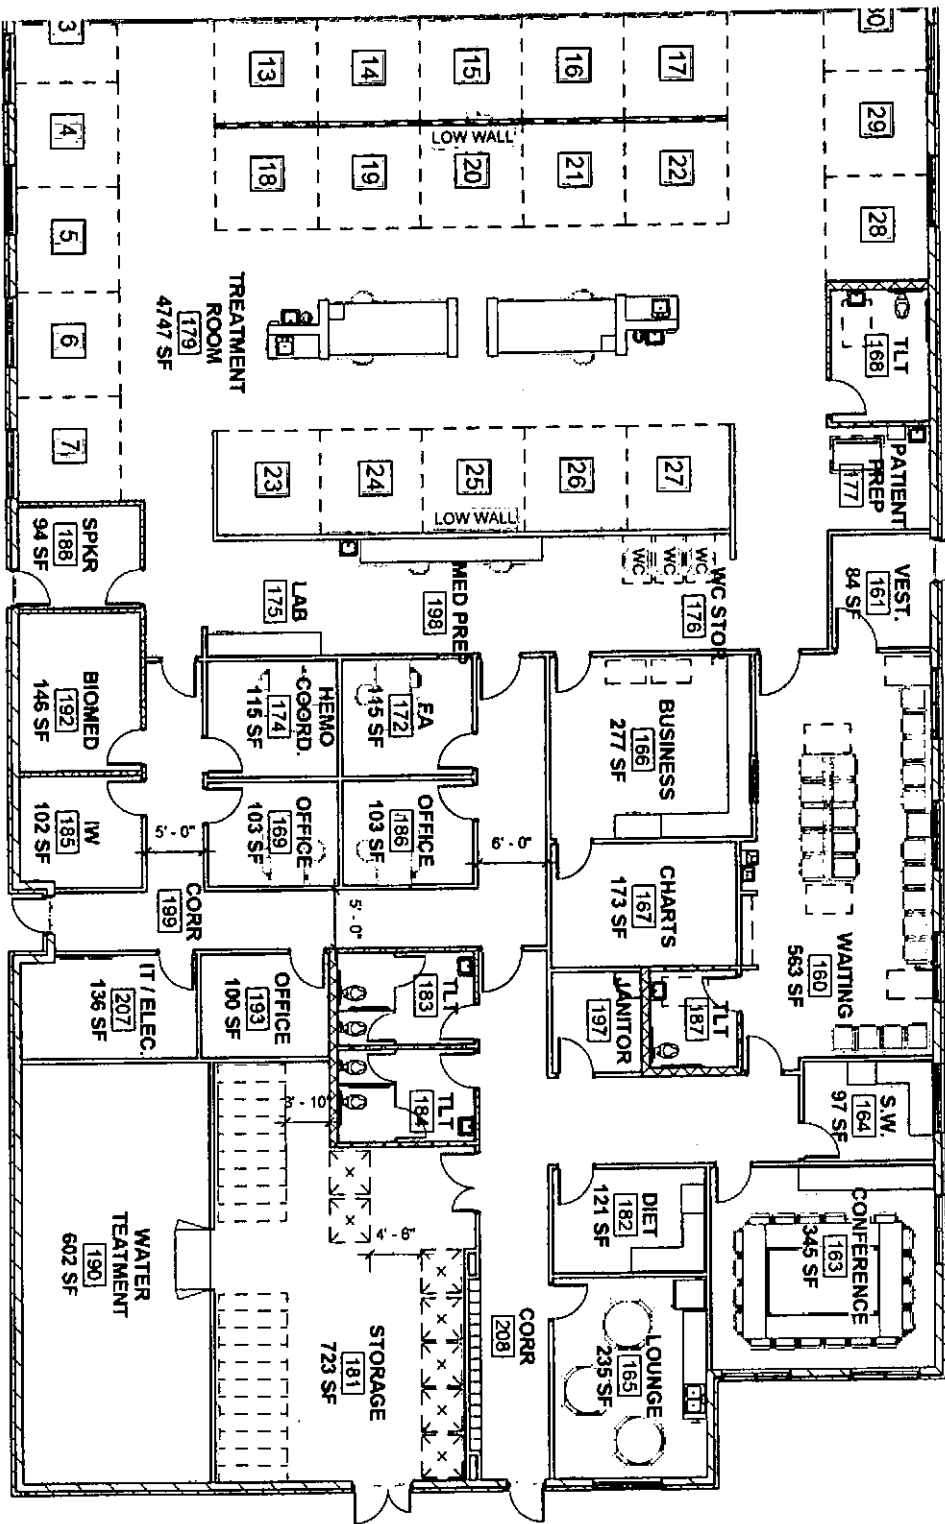 3
13
14
15
16
17
30
4
LOW WALL
29
18
19
20
21
22
5
28
TREATMENT
ROOM
179
4747 SF
6
TLT
168
7
23
24
25
26
27
LOW WALL
PATIENT
PREP
177
SPKR
188
94 SF
WC
WC
WC
WC STOR
176
VEST.
161
84 SF
LAB
175
MED PREP
198
BIOMED
192
146 SF
HEMO
COORD.
174
115 SF
FA
172
115 SF
BUSINESS
166
277 SF
IW
185
102 SF
5' - 0"
OFFICE
169
103 SF
OFFICE
186
103 SF
6' - 0"
CHARTS
167
173 SF
WAITING
160
563 SF
CORR
199
5' - 0"
IT / ELEC.
207
136 SF
OFFICE
193
100 SF
TLT
183
JANITOR
197
TLT
187
3' - 10"
TLT
184
S.W.
164
97 SF
WATER
TEATMENT
190
602 SF
4' - 8"
DIET
182
121 SF
CONFERENCE
163
345 SF
STORAGE
181
723 SF
CORR
208
LOUNGE
165
235 SF